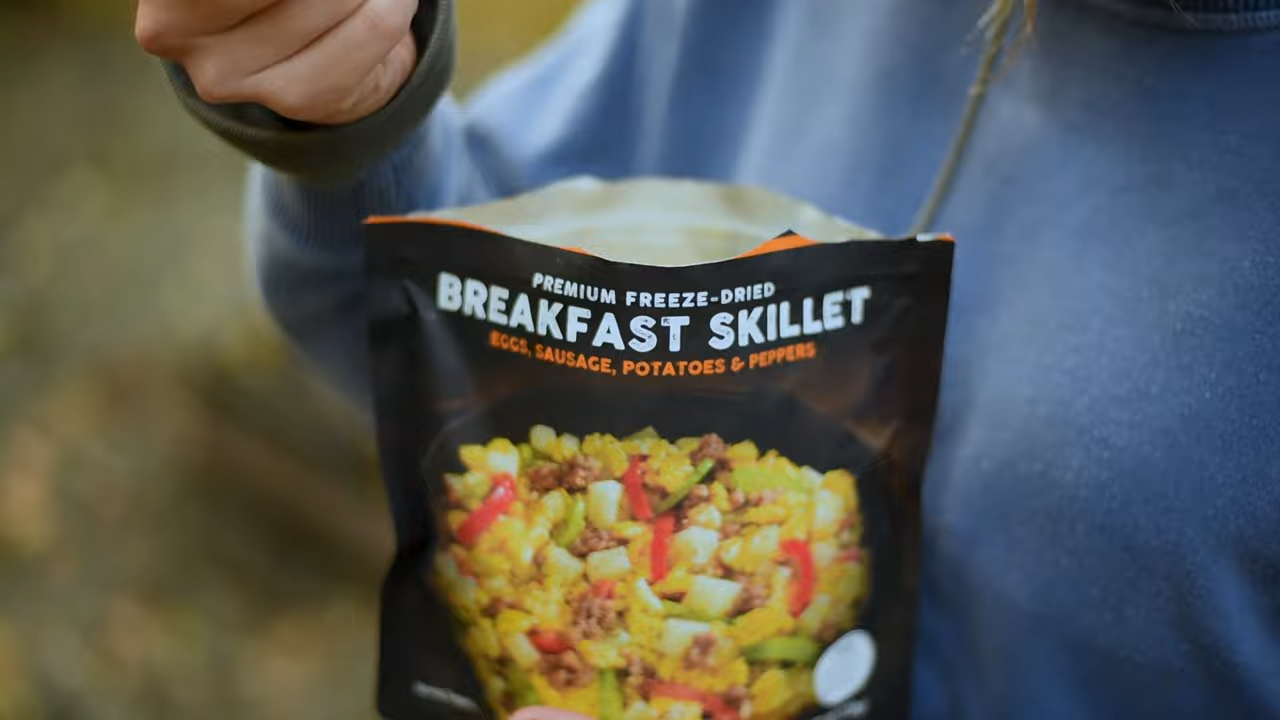 PREMIUM FREEZE-DRIED
BREAKFAST SKILLET
EGGS, SAUSAGE, POTATOES & PEPPERS